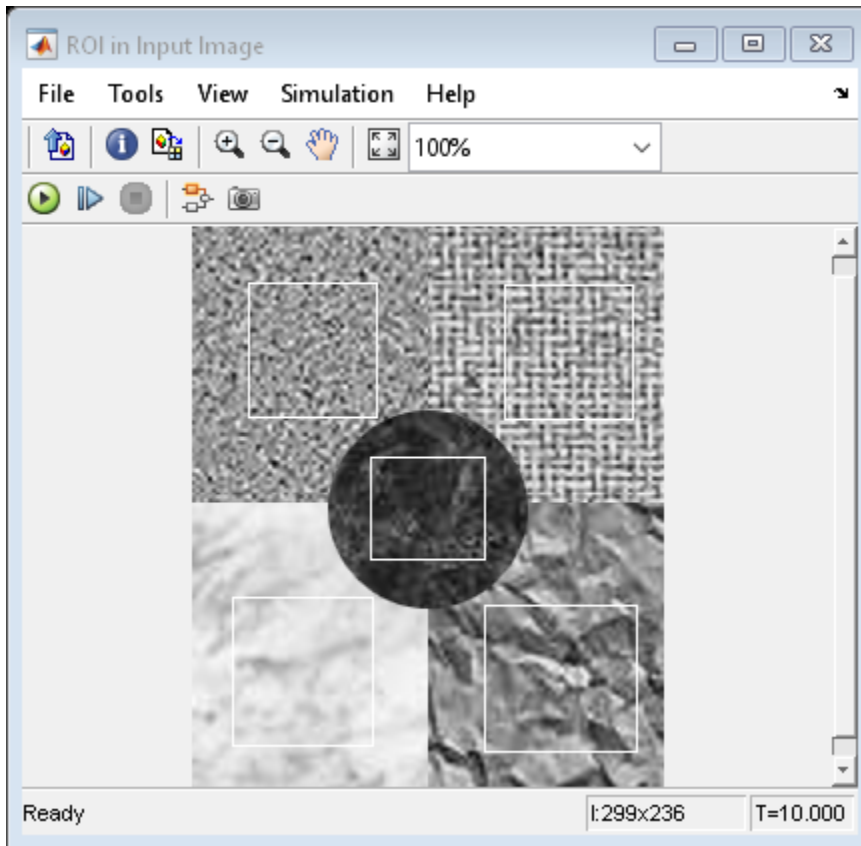 ROI in Input Image
File Tools View Simulation Help
100%
Ready I:299x236 T=10.000